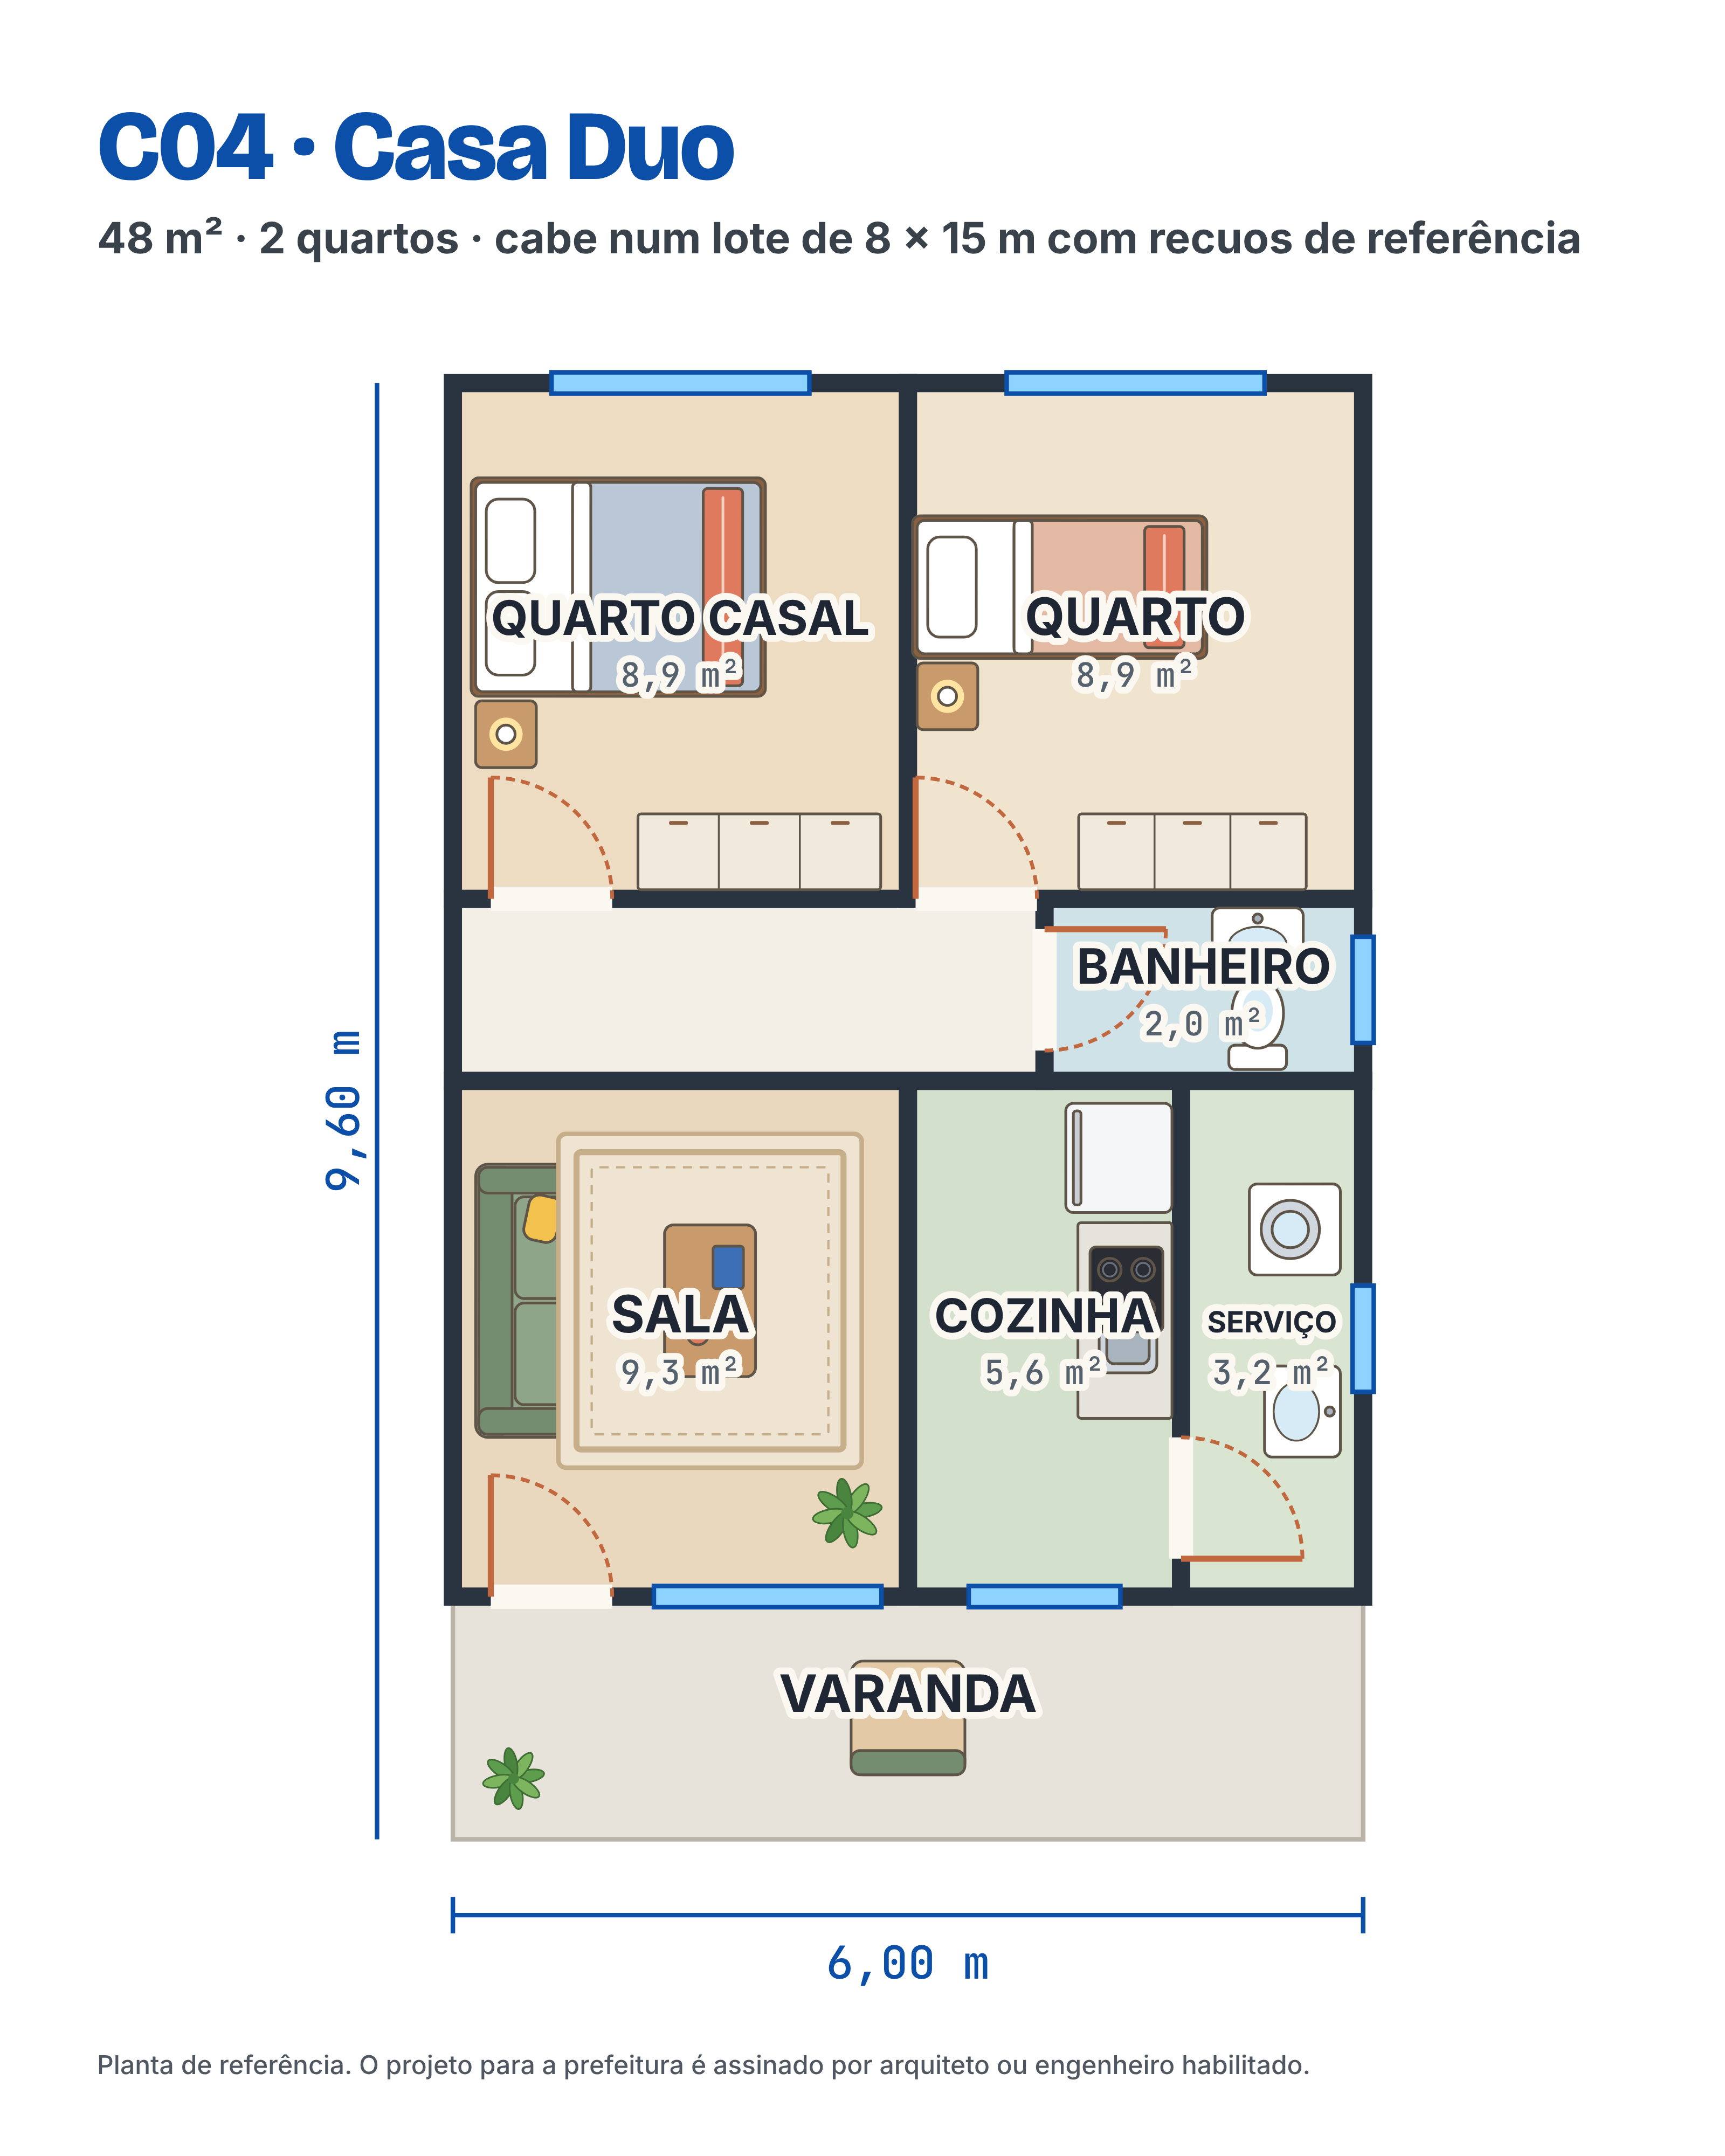 C04 · Casa Duo
48 m² · 2 quartos · cabe num lote de 8 × 15 m com recuos de referência
QUARTO CASAL
8,9 m²
QUARTO
8,9 m²
BANHEIRO
2,0 m²
9,60 m
SALA
9,3 m²
COZINHA
5,6 m²
SERVIÇO
3,2 m²
VARANDA
6,00 m
Planta de referência. O projeto para a prefeitura é assinado por arquiteto ou engenheiro habilitado.